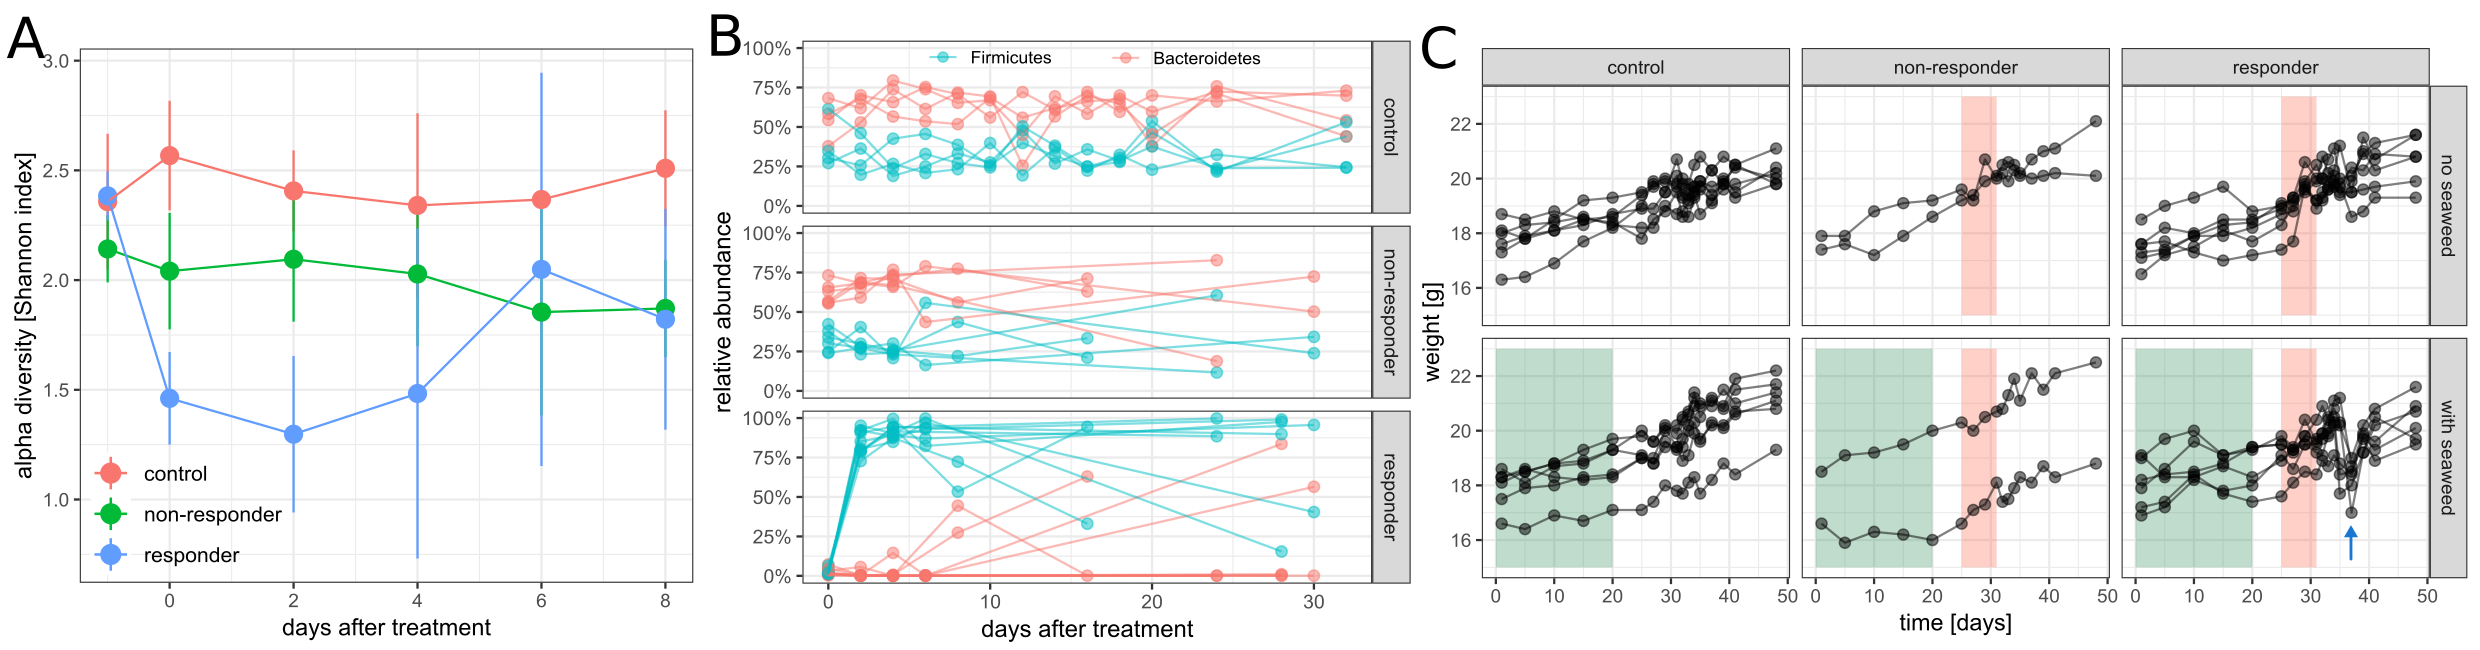 A
3.0
2.5
2.0
1.5
1.0
alpha diversity [Shannon index]
control
non-responder
responder
0 2 4 6 8
days after treatment
B
relative abundance
Firmicutes Bacteroidetes
100%
75%
50%
25%
0%
control
100%
75%
50%
25%
0%
non-responder
100%
75%
50%
25%
0%
responder
0 10 20 30
days after treatment
C
control non-responder responder
weight [g]
22
20
18
16
no seaweed
22
20
18
16
with seaweed
0 10 20 30 40 50 0 10 20 30 40 50 0 10 20 30 40 50
time [days]